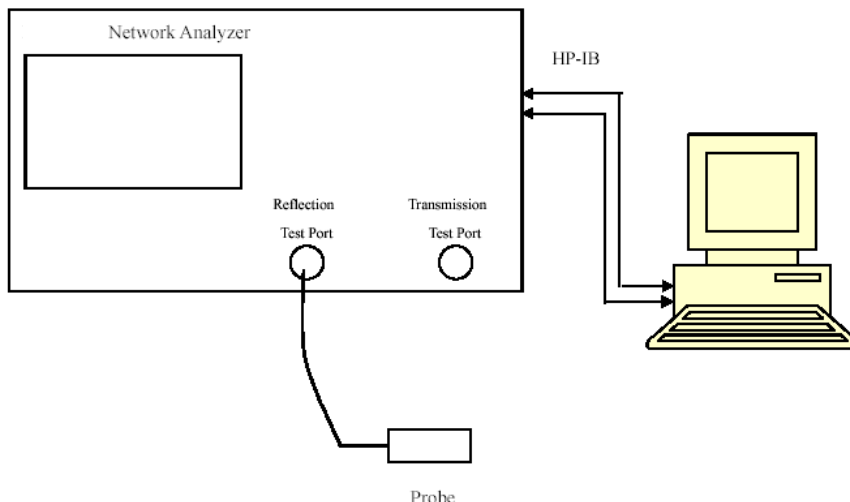 Network Analyzer
HP-IB
Reflection
Test Port
Transmission
Test Port
Probe